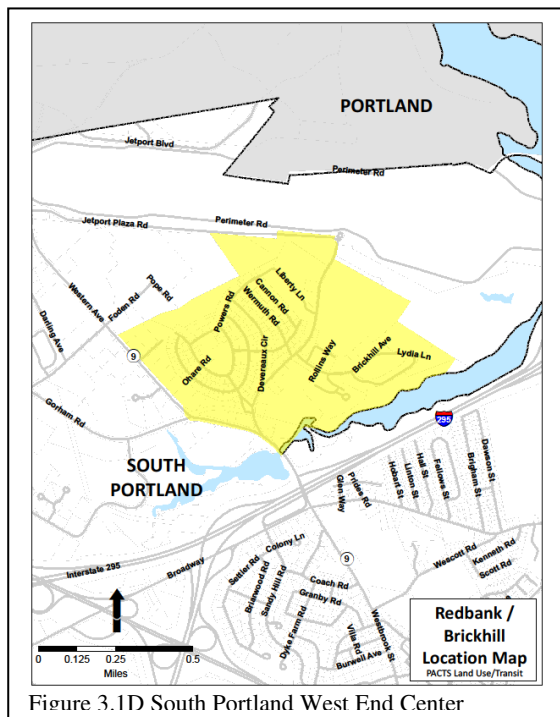 PORTLAND
Jetport Blvd
Perimeter Rd
Perimeter Rd
Jetport Plaza Rd
Liberty Ln
Cannon Rd
Wermuth Rd
Powers Rd
Pope Rd
Foden Rd
Western Ave
Darling Ave
9
Ohare Rd
Devereaux Cir
Rollins Way
Brickhill Ave
Lydia Ln
Gorham Rd
295
SOUTH
PORTLAND
Dawson St
Brigham St
Fellows St
Hall St
Linton St
Hobart St
Prides Rd
Glen Way
9
Interstate 295
Broadway
Colony Ln
Settler Rd
Briarwood Rd
Sandy Hill Rd
Coach Rd
Granby Rd
Dyke Farm Rd
Villa Rd
Westbrook St
Burwell Ave
Wescott Rd
Kenneth Rd
Scott Rd
0 0.125 0.25 0.5
Miles
Redbank /
Brickhill
Location Map
PACTS Land Use/Transit
Figure 3.1D South Portland West End Center